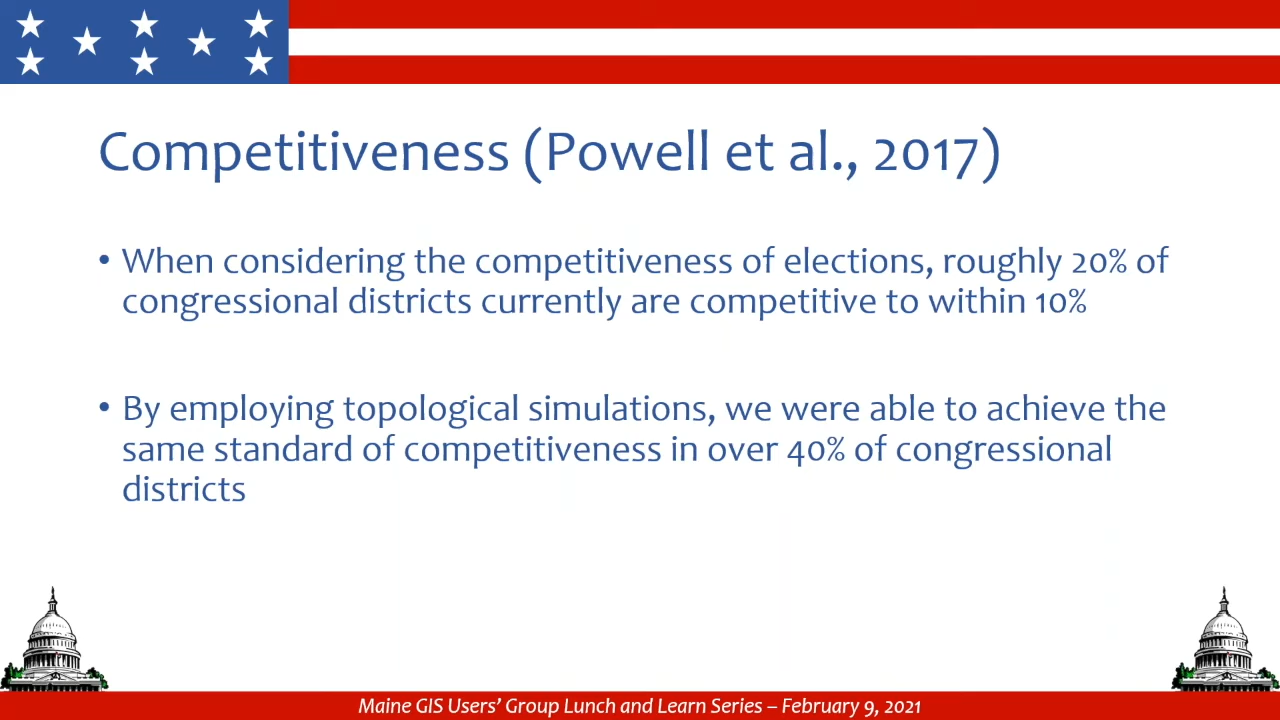 Competitiveness (Powell et al., 2017)
• When considering the competitiveness of elections, roughly 20% of
congressional districts currently are competitive to within 10%
• By employing topological simulations, we were able to achieve the
same standard of competitiveness in over 40% of congressional
districts
Maine GIS Users’ Group Lunch and Learn Series – February 9, 2021